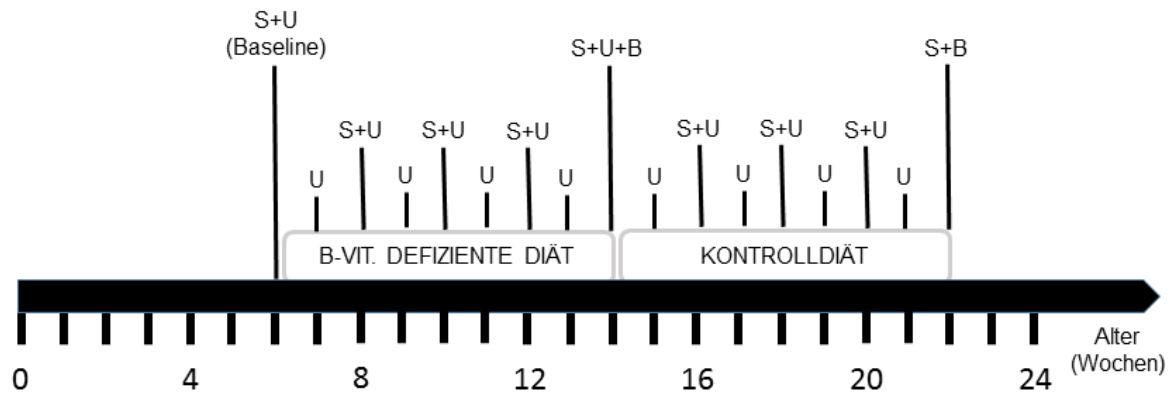 S+U
(Baseline)
S+U+B
S+B
S+U
S+U
S+U
S+U
S+U
S+U
U
U
U
U
U
U
U
U
B-VIT. DEFIZIENTE DIÄT
KONTROLLDIÄT
Alter
(Wochen)
0
4
8
12
16
20
24